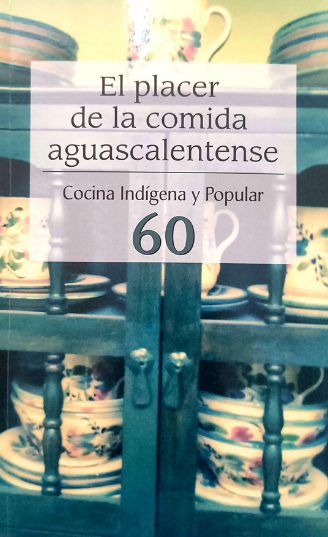 El placer
de la comida
aguascalentense
Cocina Indígena y Popular
60